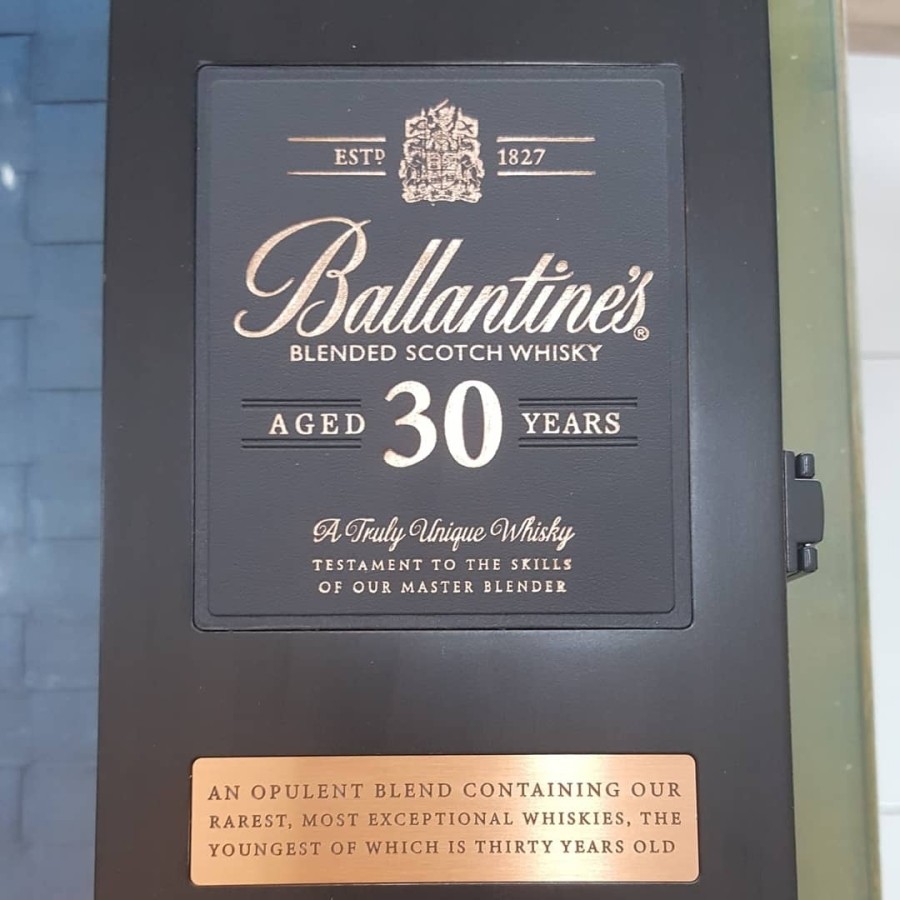 ESTD 1827
Ballantine's®
BLENDED SCOTCH WHISKY
AGED 30 YEARS
A Truly Unique Whisky
TESTAMENT TO THE SKILLS
OF OUR MASTER BLENDER
AN OPULENT BLEND CONTAINING OUR
RAREST, MOST EXCEPTIONAL WHISKIES, THE
YOUNGEST OF WHICH IS THIRTY YEARS OLD